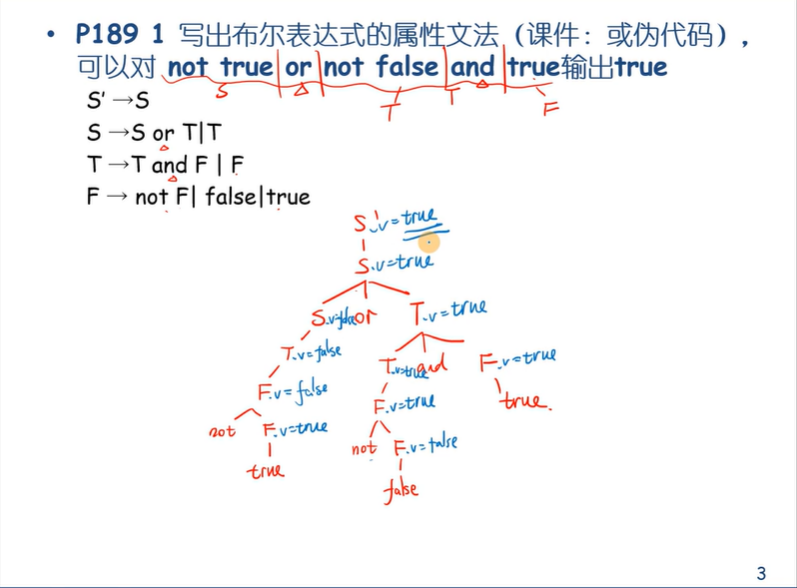 • P189 1 写出布尔表达式的属性文法（课件：或伪代码），
可以对 not true or not false and true输出true
S T T F
S' →S
S →S or T|T
T →T and F | F
F → not F| false|true
S'.v=true
S.v=true
S.v=false or T.v=true
T.v=false T.v=true and F.v=true
F.v=false F.v=true true.
not F.v=true not F.v=false
true false
3